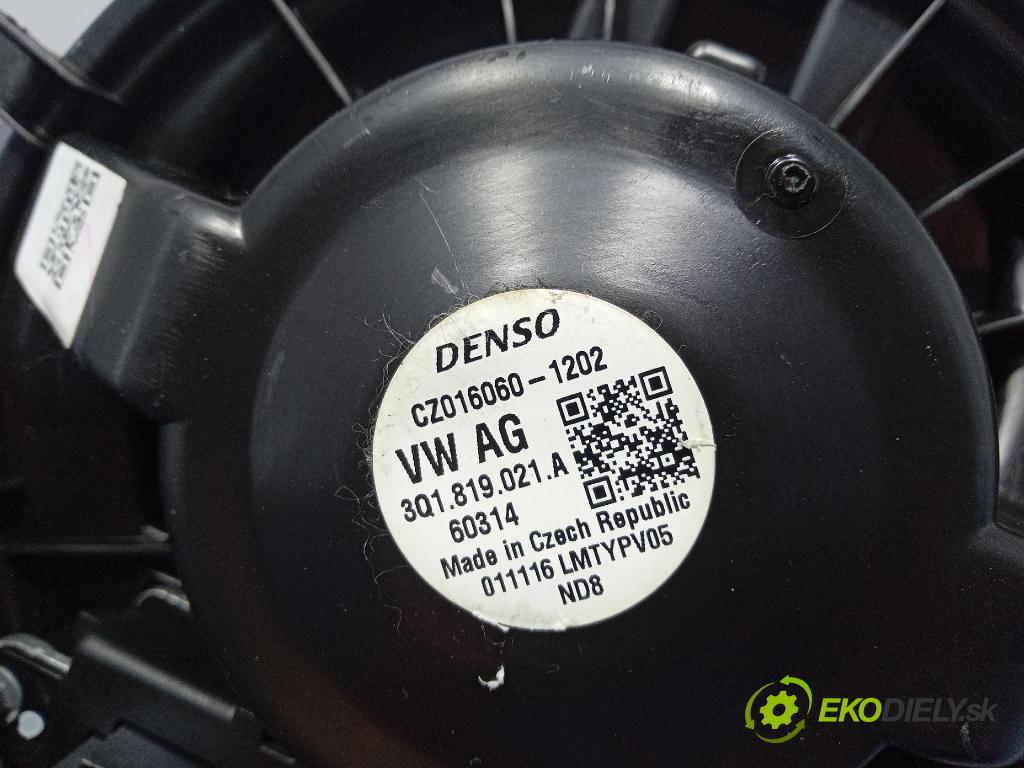 DENSO
CZ016060-1202
VW AG
3Q1.819.021.A
60314
Made in Czech Republic
011116 LMTYPV05
ND8
EKODIELY.sk